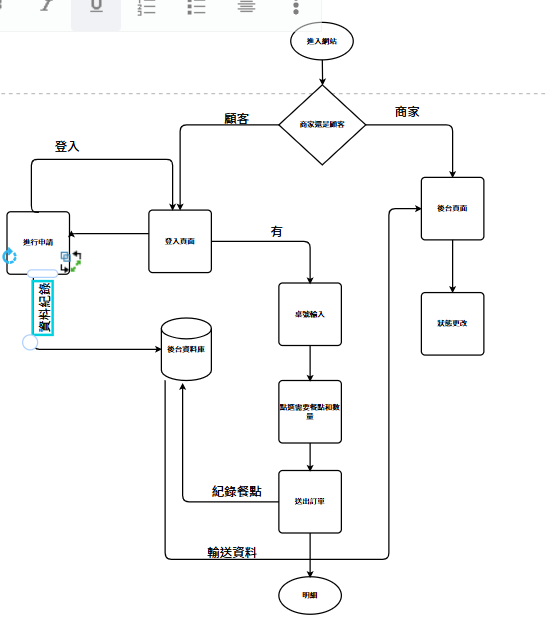 進入網站
商家還是顧客
顧客
商家
登入
進行申請
登入頁面
有
後台頁面
桌號輸入
狀態更改
資料紀錄
後台資料庫
點選需要餐點和數
量
紀錄餐點
送出訂單
輸送資料
明細